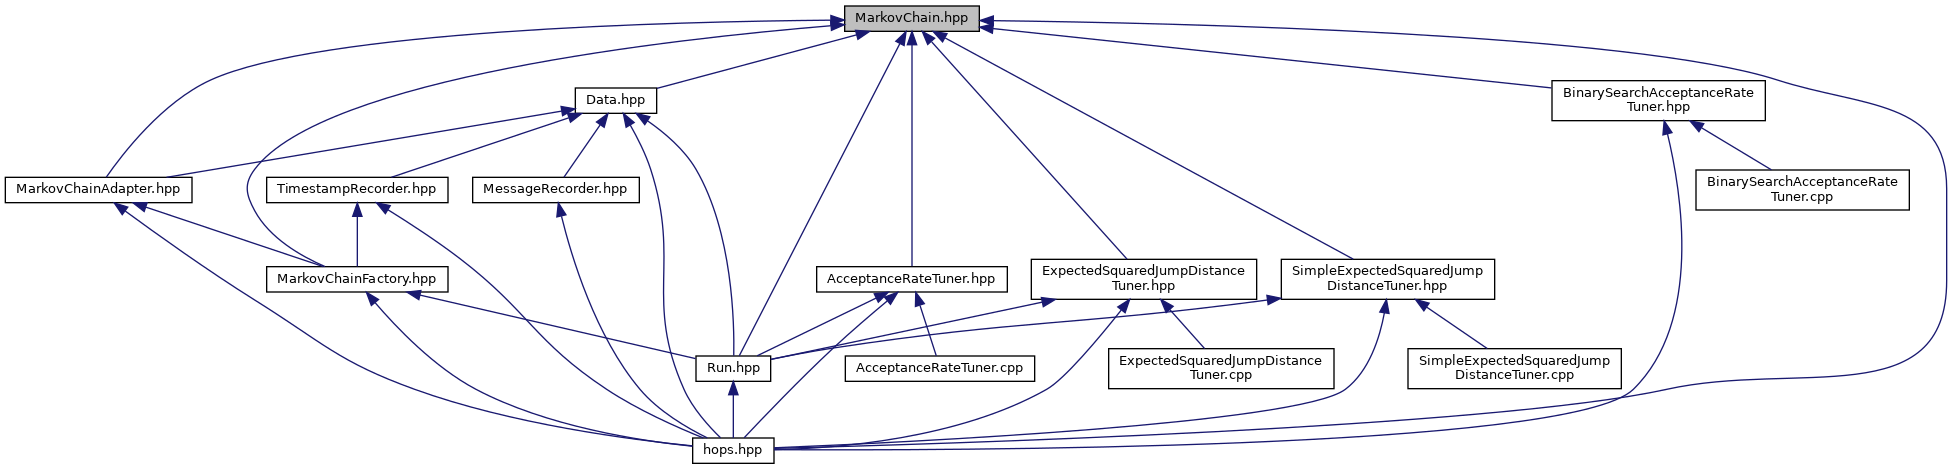 MarkovChain.hpp
Data.hpp
BinarySearchAcceptanceRate
Tuner.hpp
MarkovChainAdapter.hpp
TimestampRecorder.hpp
MessageRecorder.hpp
BinarySearchAcceptanceRate
Tuner.cpp
MarkovChainFactory.hpp
AcceptanceRateTuner.hpp
ExpectedSquaredJumpDistance
Tuner.hpp
SimpleExpectedSquaredJump
DistanceTuner.hpp
Run.hpp
AcceptanceRateTuner.cpp
ExpectedSquaredJumpDistance
Tuner.cpp
SimpleExpectedSquaredJump
DistanceTuner.cpp
hops.hpp